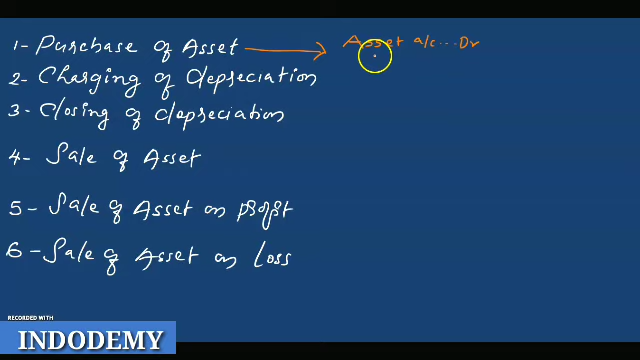 1- Purchase of Asset → Asset a/c... Dr
2- Charging of depreciation
3- Closing of depreciation
4- Sale of Asset
5- Sale of Asset on profit
6- Sale of Asset on Loss
RECORDED WITH
INDODEMY